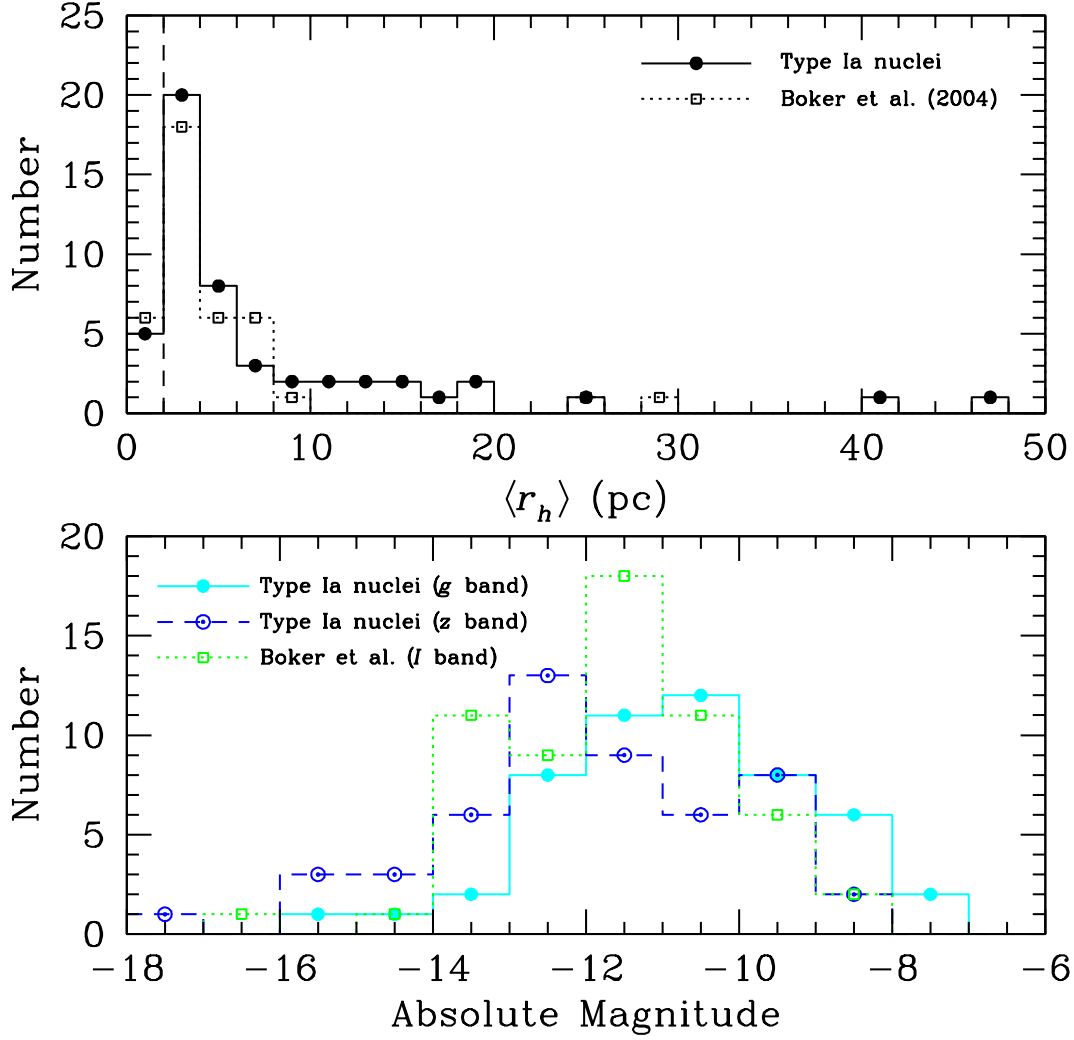 25
20
15
10
5
0
Number
Type Ia nuclei
Boker et al. (2004)
0 10 20 30 40 50
⟨r_h⟩ (pc)
20
15
10
5
0
Number
Type Ia nuclei (g band)
Type Ia nuclei (z band)
Boker et al. (I band)
−18 −16 −14 −12 −10 −8 −6
Absolute Magnitude